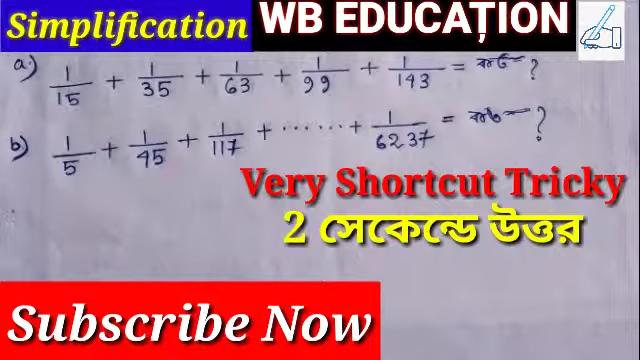 Simplification WB EDUCATION
a) 1/15 + 1/35 + 1/63 + 1/99 + 1/143 = কত ?
b) 1/5 + 1/45 + 1/117 + ...... + 1/6237 = কত ?
Very Shortcut Tricky
2 সেকেন্ডে উত্তর
Subscribe Now